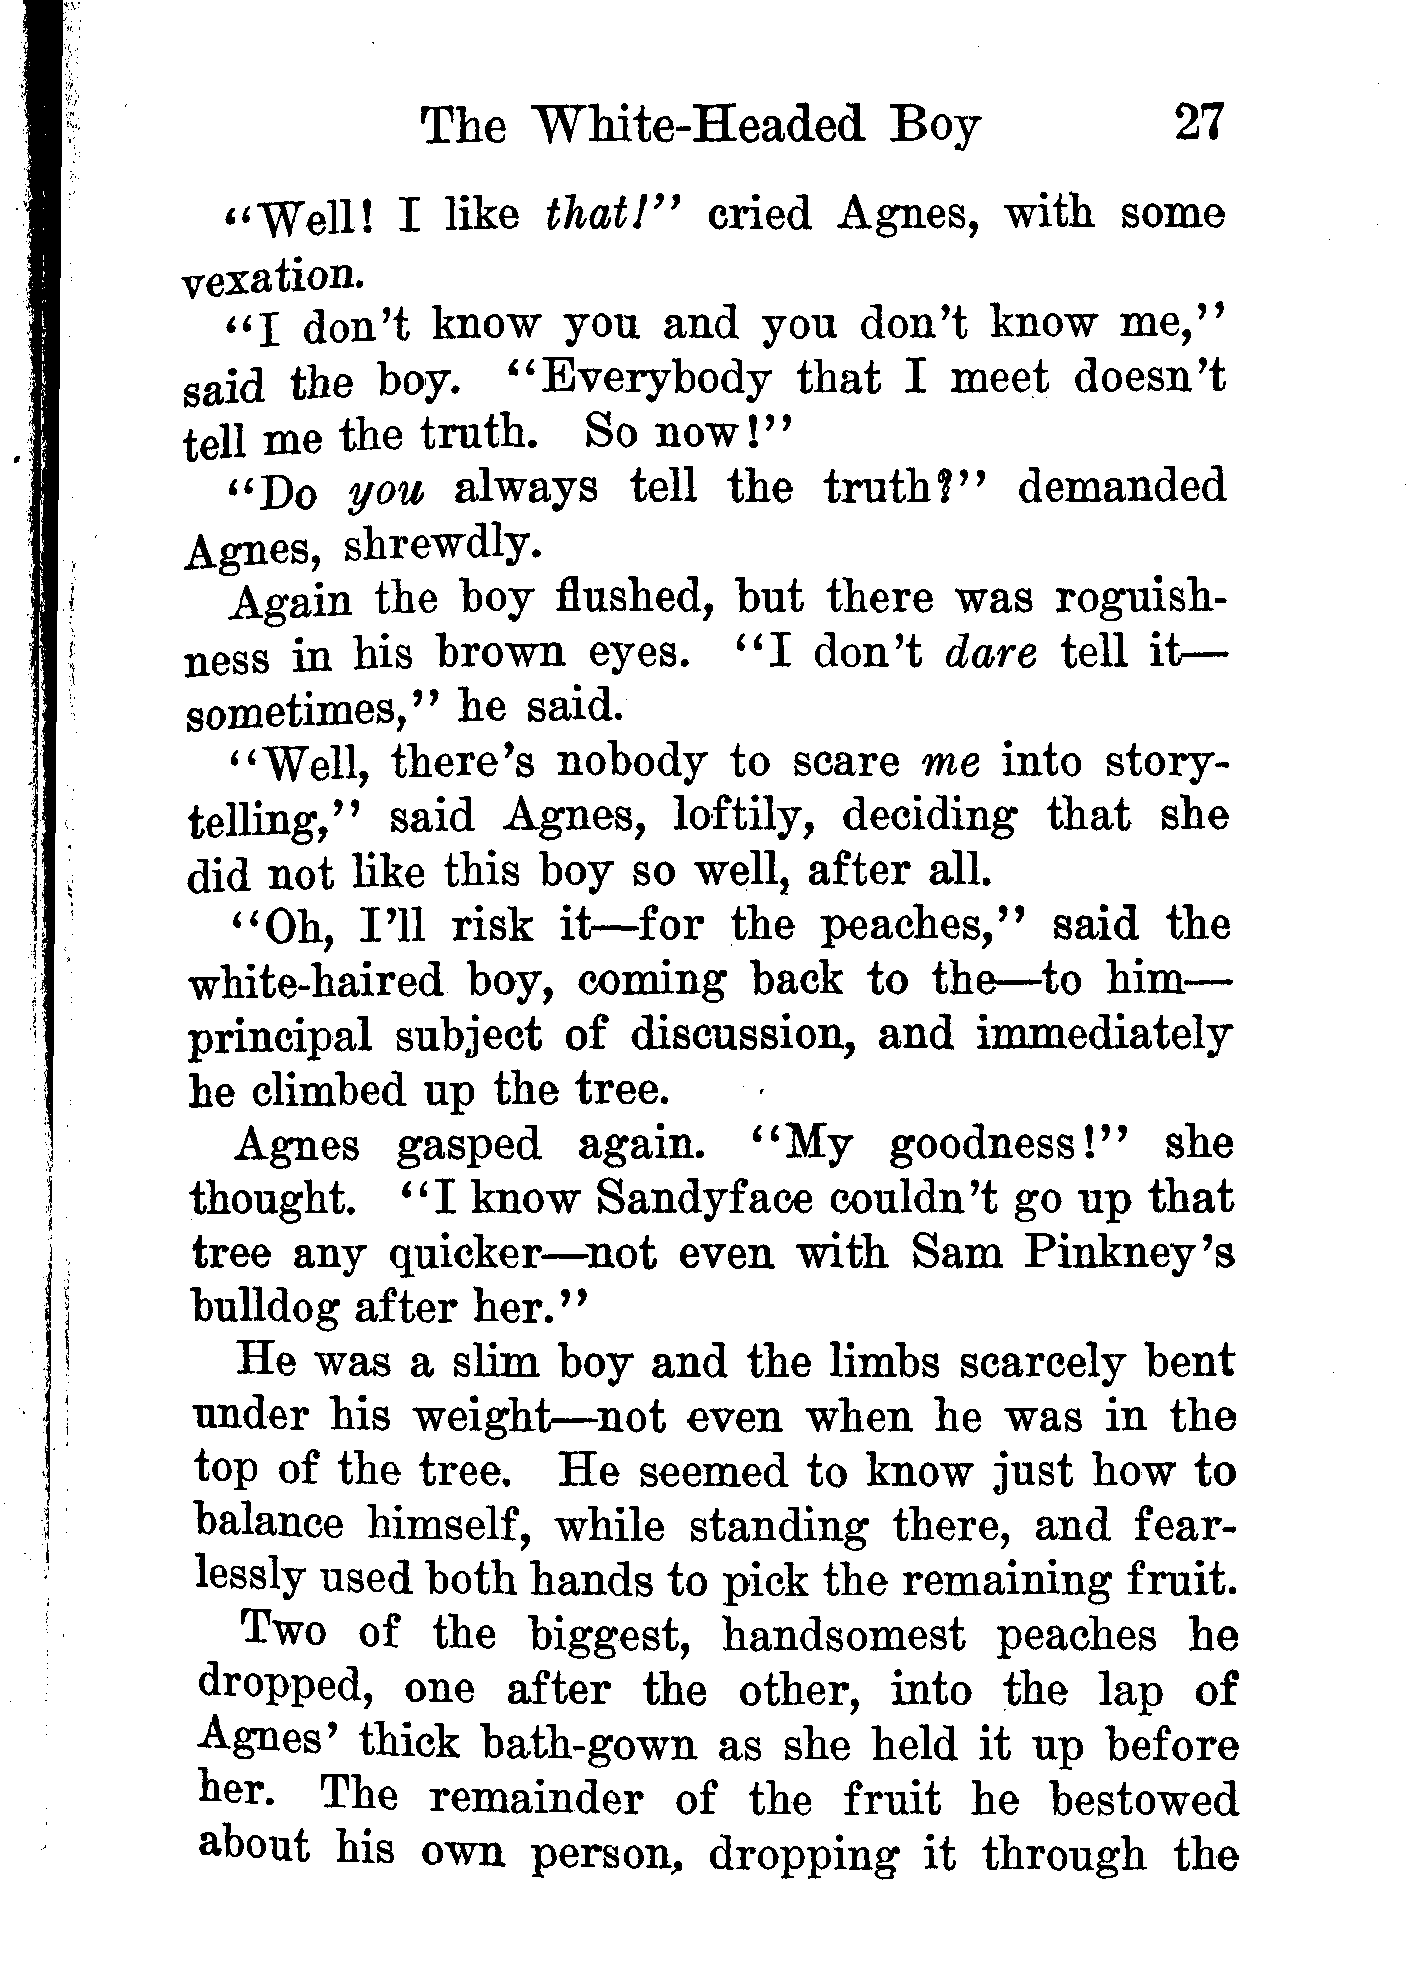 The White-Headed Boy 27
“Well! I like that!” cried Agnes, with some
vexation.
“I don’t know you and you don’t know me,”
said the boy. “Everybody that I meet doesn’t
tell me the truth. So now!”
“Do you always tell the truth?” demanded
Agnes, shrewdly.
Again the boy flushed, but there was roguish-
ness in his brown eyes. “I don’t dare tell it—
sometimes,” he said.
“Well, there’s nobody to scare me into story-
telling,” said Agnes, loftily, deciding that she
did not like this boy so well, after all.
“Oh, I’ll risk it—for the peaches,” said the
white-haired boy, coming back to the—to him—
principal subject of discussion, and immediately
he climbed up the tree.
Agnes gasped again. “My goodness!” she
thought. “I know Sandyface couldn’t go up that
tree any quicker—not even with Sam Pinkney’s
bulldog after her.”
He was a slim boy and the limbs scarcely bent
under his weight—not even when he was in the
top of the tree. He seemed to know just how to
balance himself, while standing there, and fear-
lessly used both hands to pick the remaining fruit.
Two of the biggest, handsomest peaches he
dropped, one after the other, into the lap of
Agnes’ thick bath-gown as she held it up before
her. The remainder of the fruit he bestowed
about his own person, dropping it through the